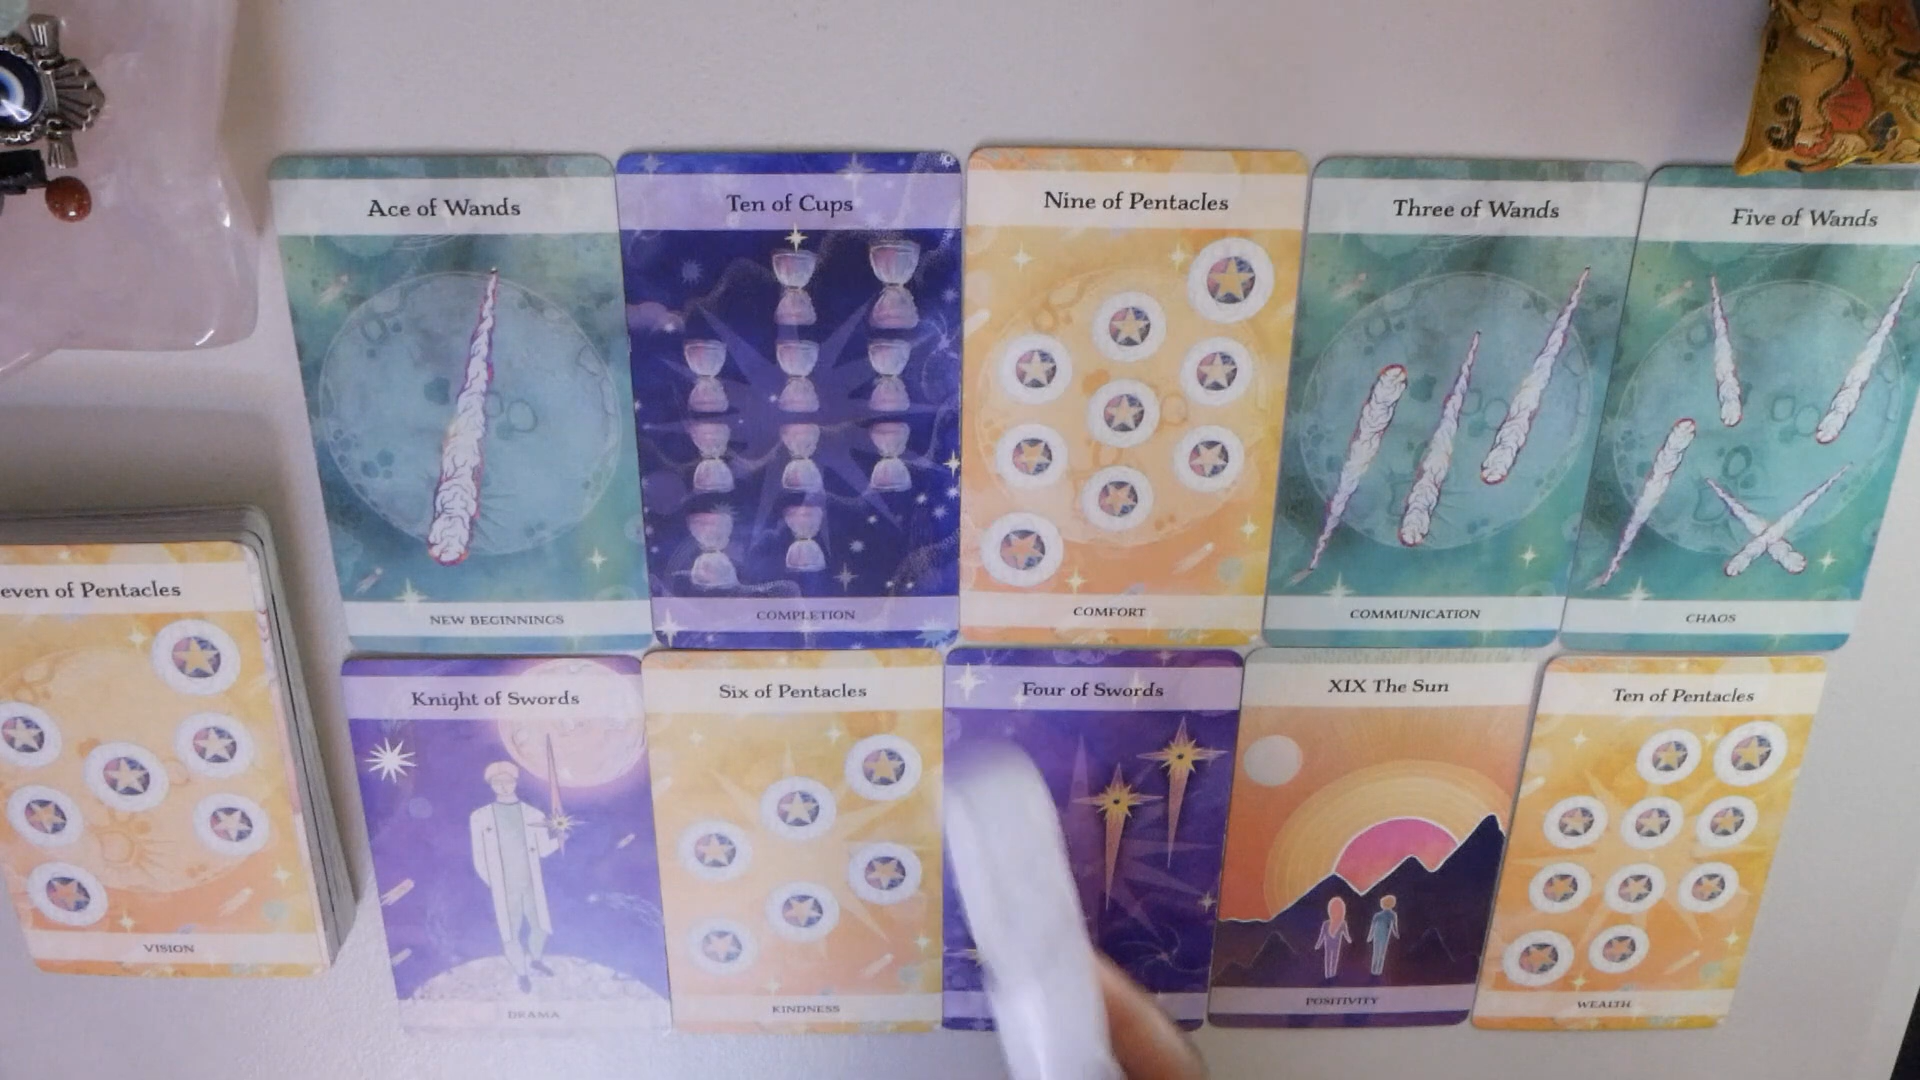 Ace of Wands
Ten of Cups
Nine of Pentacles
Three of Wands
Five of Wands
NEW BEGINNINGS
COMPLETION
COMFORT
COMMUNICATION
CHAOS
even of Pentacles
VISION
Knight of Swords
Six of Pentacles
Four of Swords
XIX The Sun
Ten of Pentacles
DRAMA
KINDNESS
POSITIVITY
WEALTH